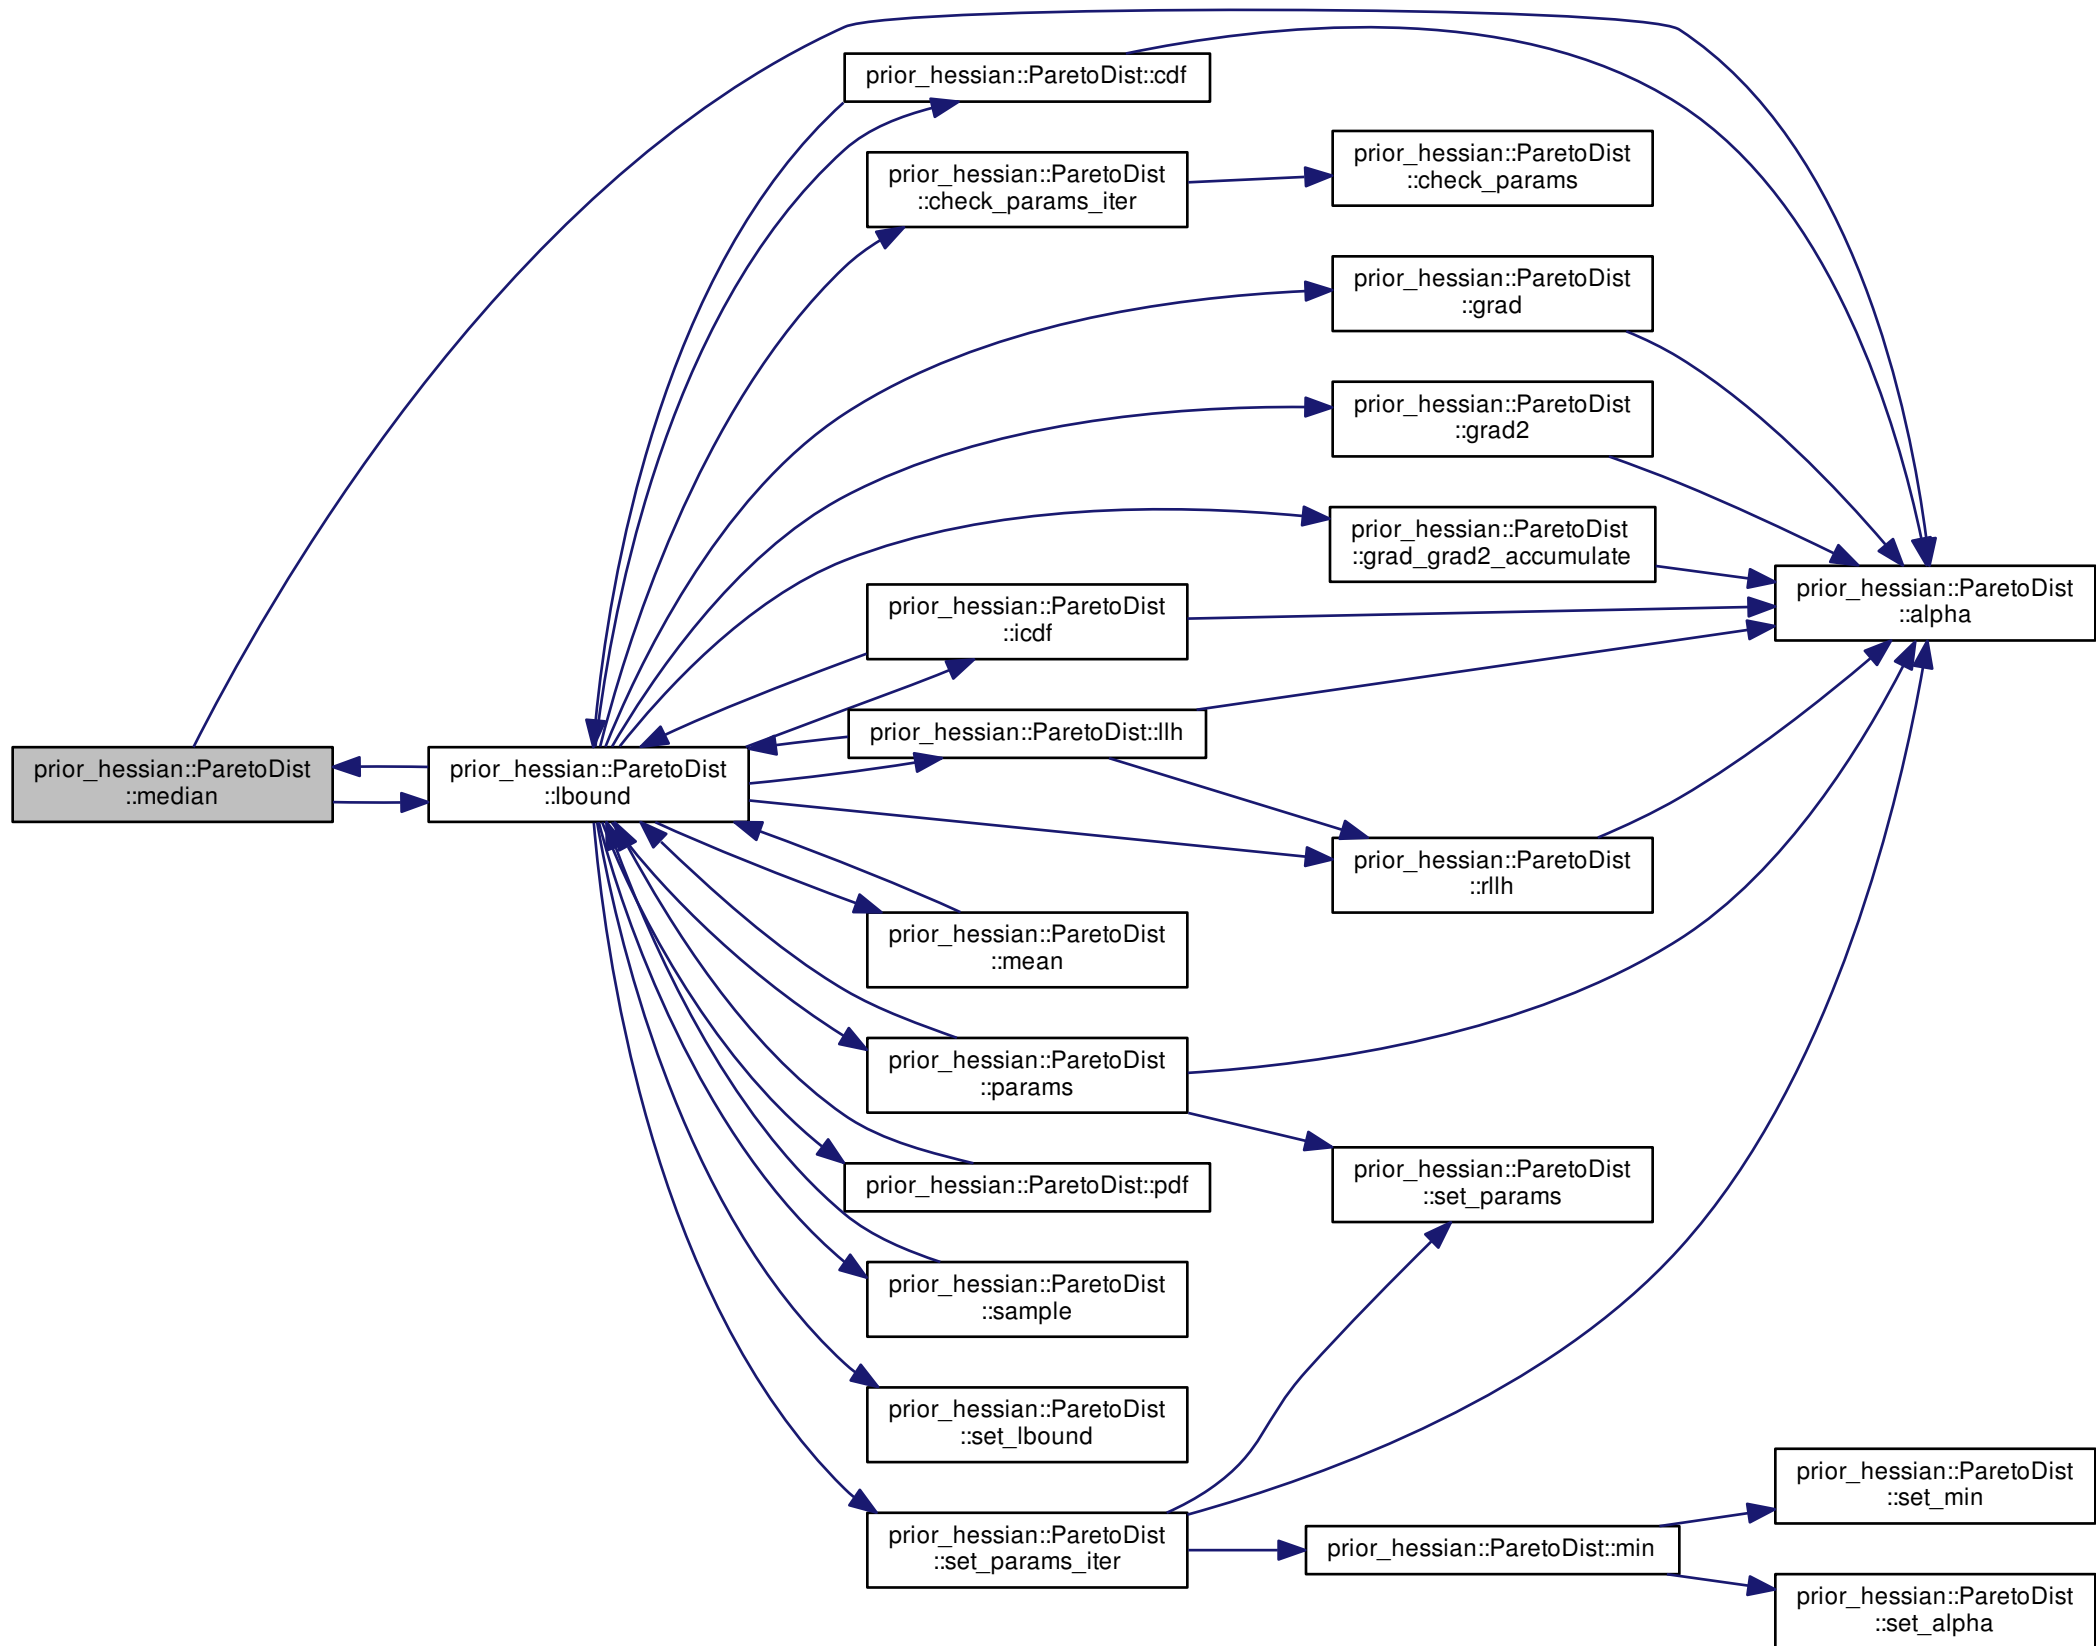 prior_hessian::ParetoDist
::median
prior_hessian::ParetoDist
::lbound
prior_hessian::ParetoDist::cdf
prior_hessian::ParetoDist
::check_params_iter
prior_hessian::ParetoDist
::icdf
prior_hessian::ParetoDist::llh
prior_hessian::ParetoDist
::mean
prior_hessian::ParetoDist
::params
prior_hessian::ParetoDist::pdf
prior_hessian::ParetoDist
::sample
prior_hessian::ParetoDist
::set_lbound
prior_hessian::ParetoDist
::set_params_iter
prior_hessian::ParetoDist
::check_params
prior_hessian::ParetoDist
::grad
prior_hessian::ParetoDist
::grad2
prior_hessian::ParetoDist
::grad_grad2_accumulate
prior_hessian::ParetoDist
::rllh
prior_hessian::ParetoDist
::set_params
prior_hessian::ParetoDist::min
prior_hessian::ParetoDist
::alpha
prior_hessian::ParetoDist
::set_min
prior_hessian::ParetoDist
::set_alpha